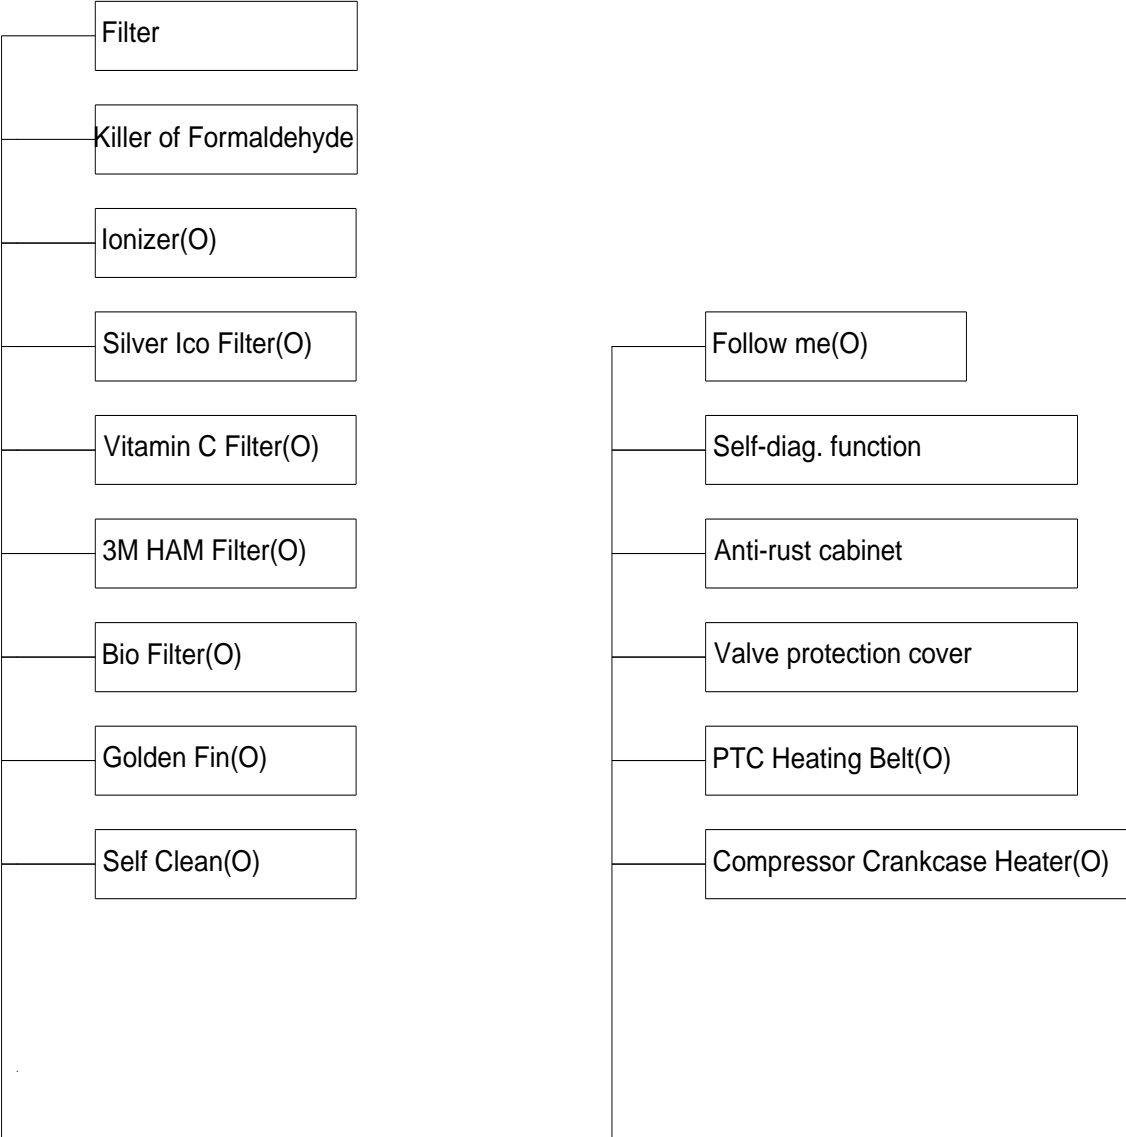 Filter
Killer of Formaldehyde
Ionizer(O)
Silver Ico Filter(O)
Vitamin C Filter(O)
3M HAM Filter(O)
Bio Filter(O)
Golden Fin(O)
Self Clean(O)
Follow me(O)
Self-diag. function
Anti-rust cabinet
Valve protection cover
PTC Heating Belt(O)
Compressor Crankcase Heater(O)